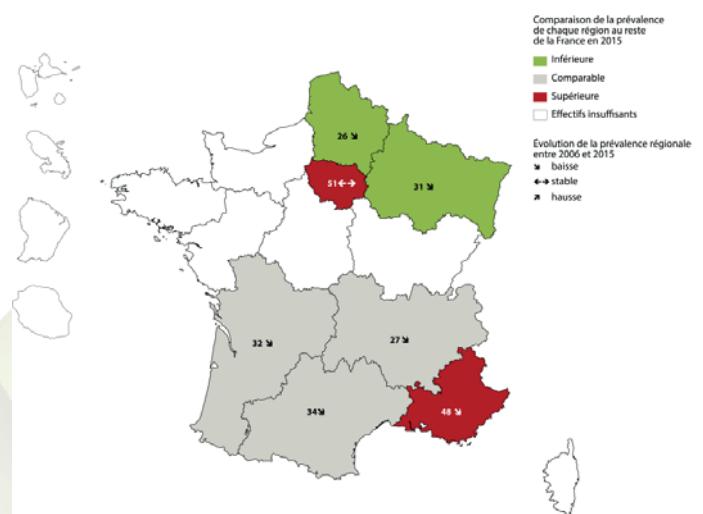 Comparaison de la prévalence
de chaque région au reste
de la France en 2015
Inférieure
Comparable
Supérieure
Effectifs insuffisants
Évolution de la prévalence régionale
entre 2006 et 2015
↘ baisse
↔ stable
↗ hausse
26 ↘
51↔
31 ↘
32 ↘
27↘
34↘
48 ↘